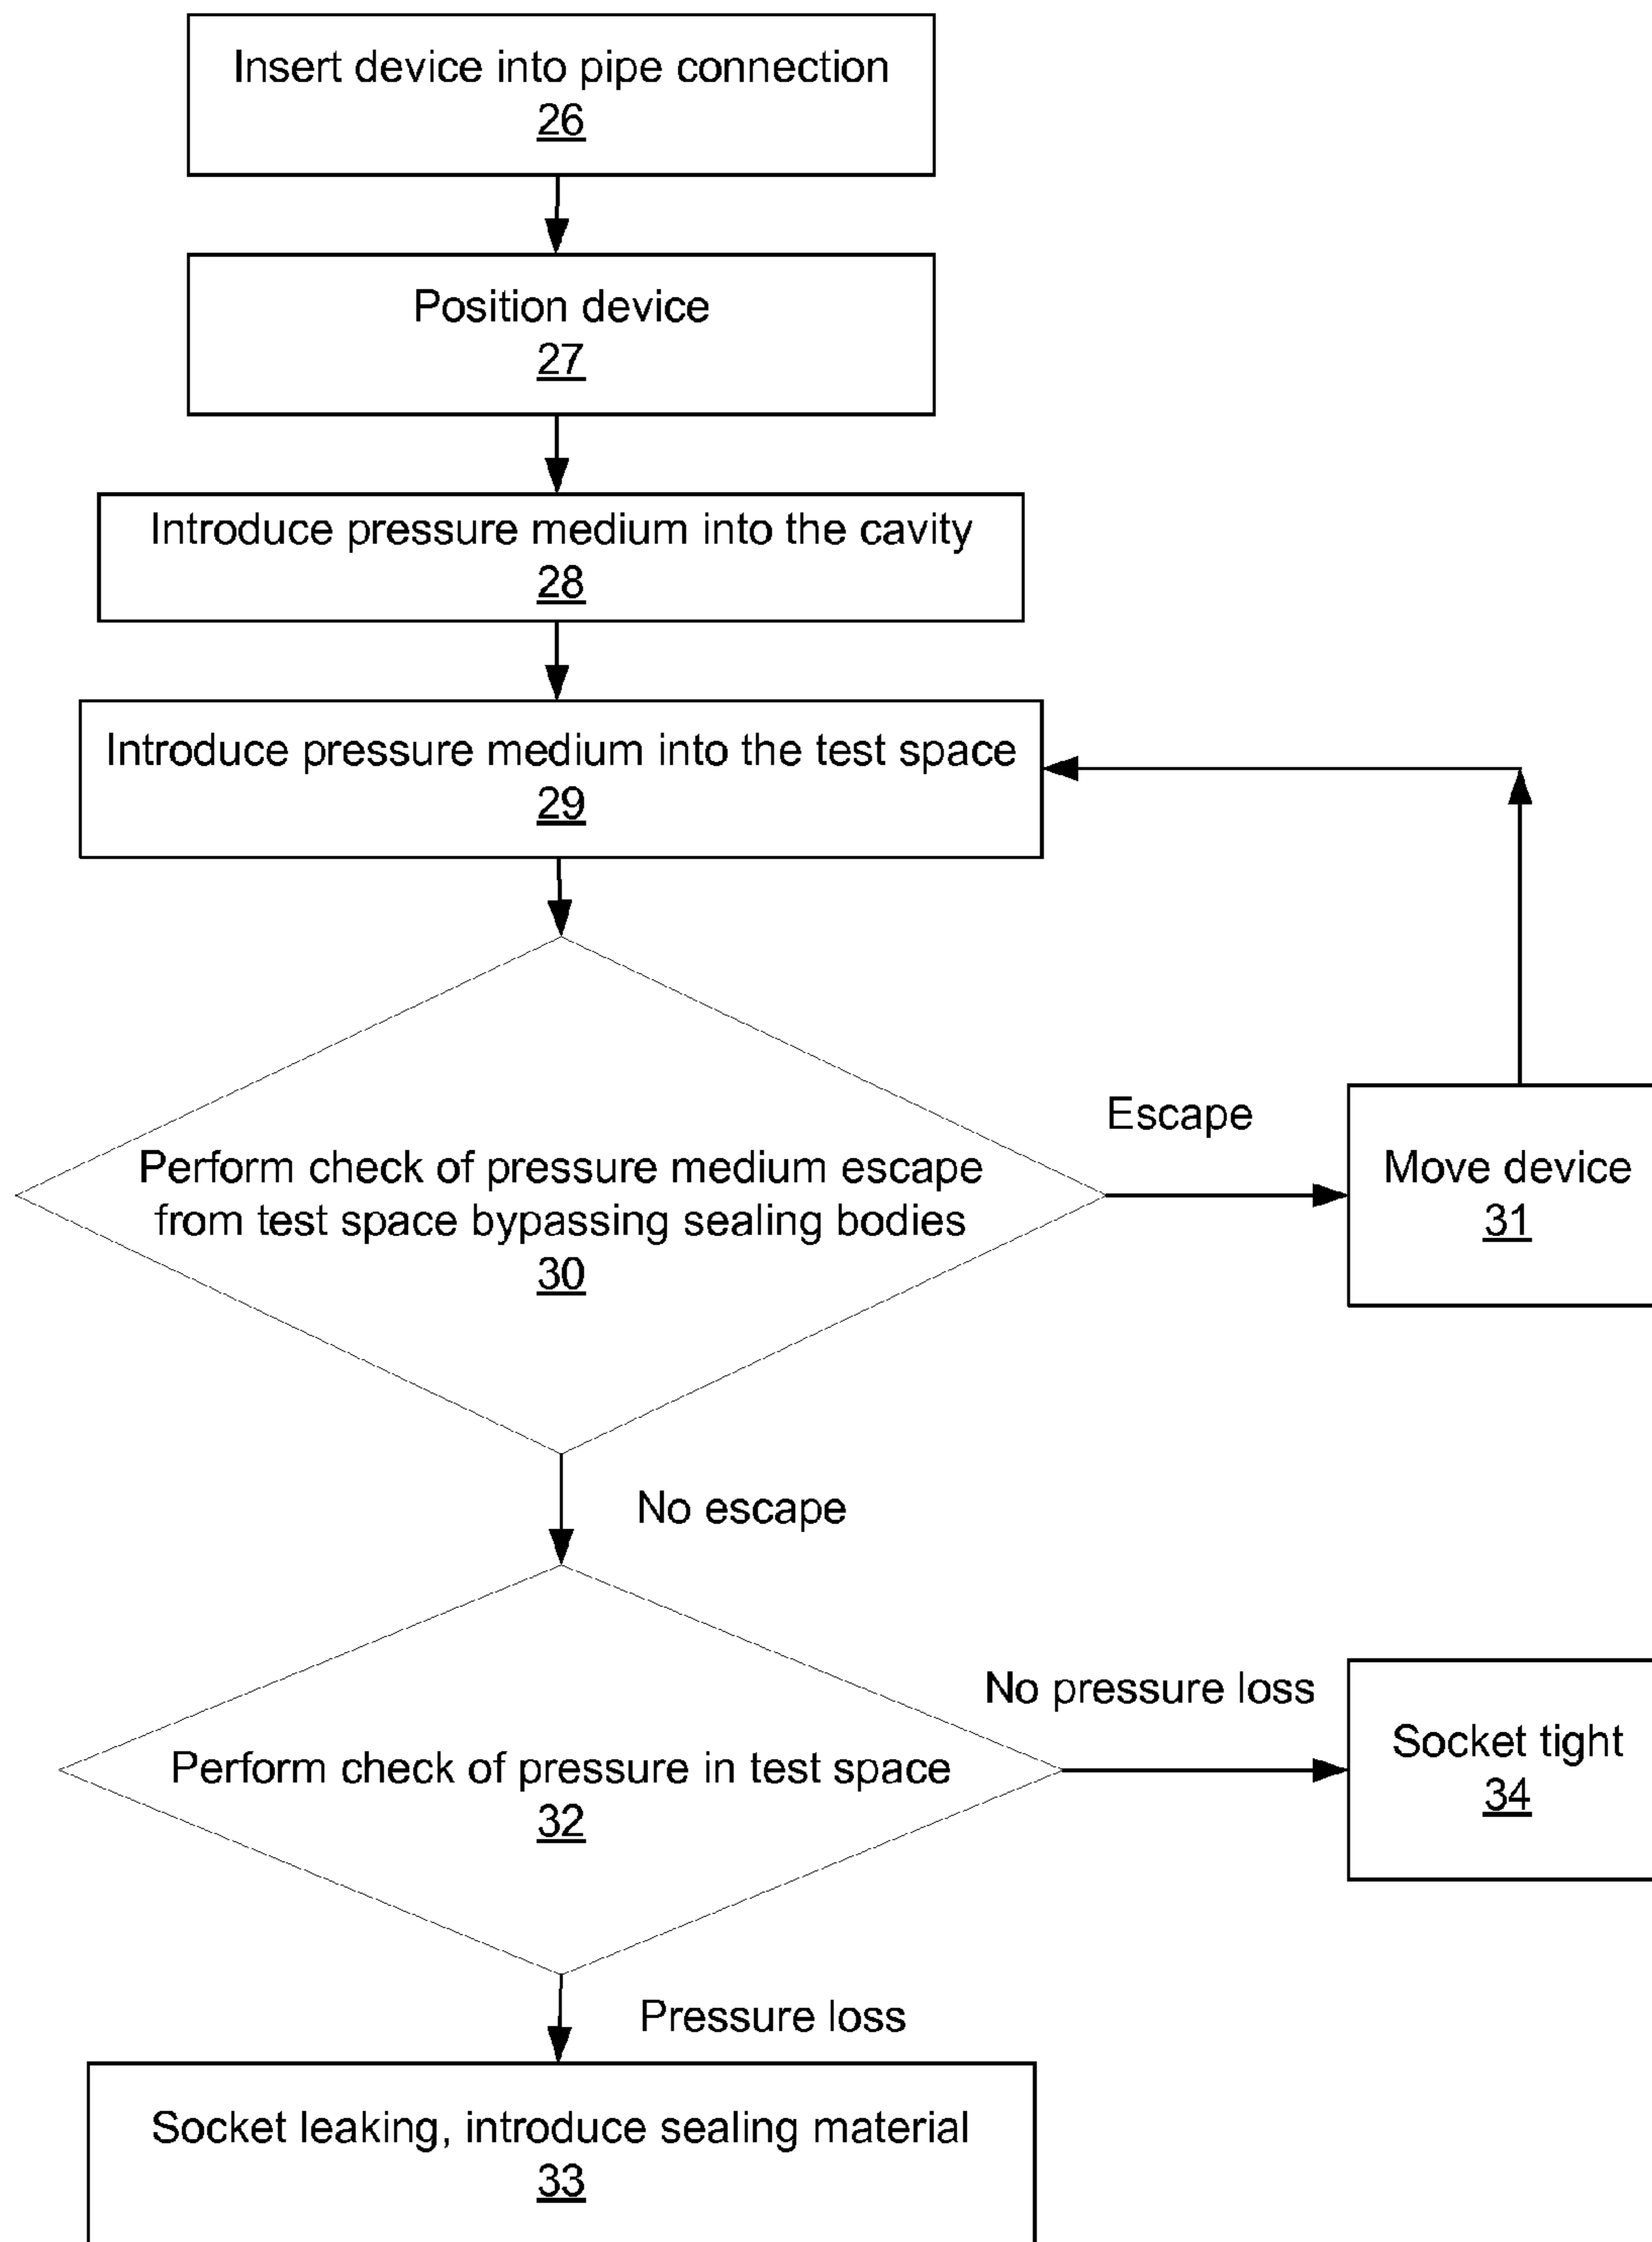 Insert device into pipe connection
26
Position device
27
Introduce pressure medium into the cavity
28
Introduce pressure medium into the test space
29
Perform check of pressure medium escape
from test space bypassing sealing bodies
30
Escape
Move device
31
No escape
Perform check of pressure in test space
32
No pressure loss
Socket tight
34
Pressure loss
Socket leaking, introduce sealing material
33